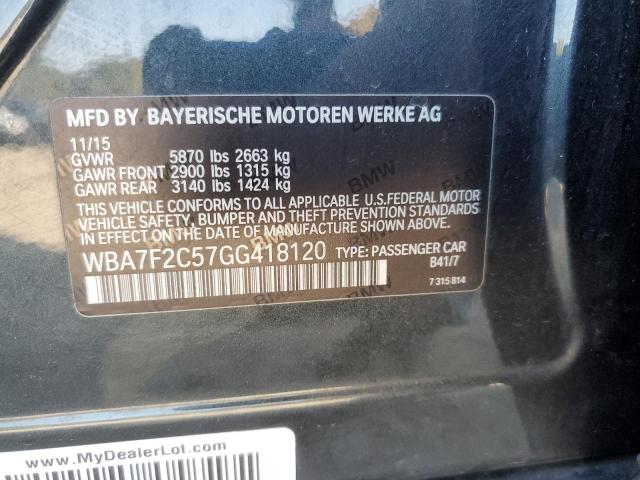 MFD BY BAYERISCHE MOTOREN WERKE AG
11/15
GVWR 5870 lbs 2663 kg
GAWR FRONT 2900 lbs 1315 kg
GAWR REAR 3140 lbs 1424 kg
THIS VEHICLE CONFORMS TO ALL APPLICABLE U.S.FEDERAL MOTOR
VEHICLE SAFETY, BUMPER AND THEFT PREVENTION STANDARDS
IN EFFECT ON THE DATE OF MANUFACTURE SHOWN ABOVE.
WBA7F2C57GG418120 TYPE: PASSENGER CAR
B41/7
7 315 814
www.MyDealerLot.com